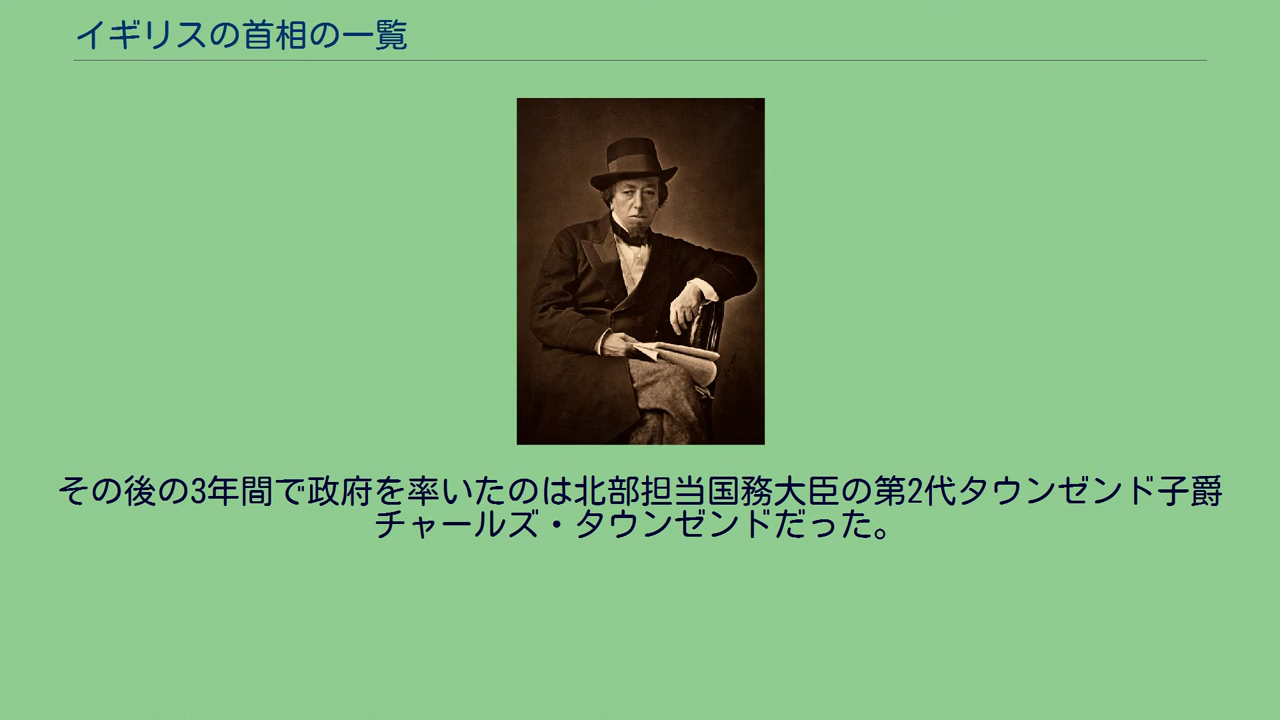 イギリスの首相の一覧
その後の3年間で政府を率いたのは北部担当国務大臣の第2代タウンゼンド子爵
チャールズ・タウンゼンドだった。